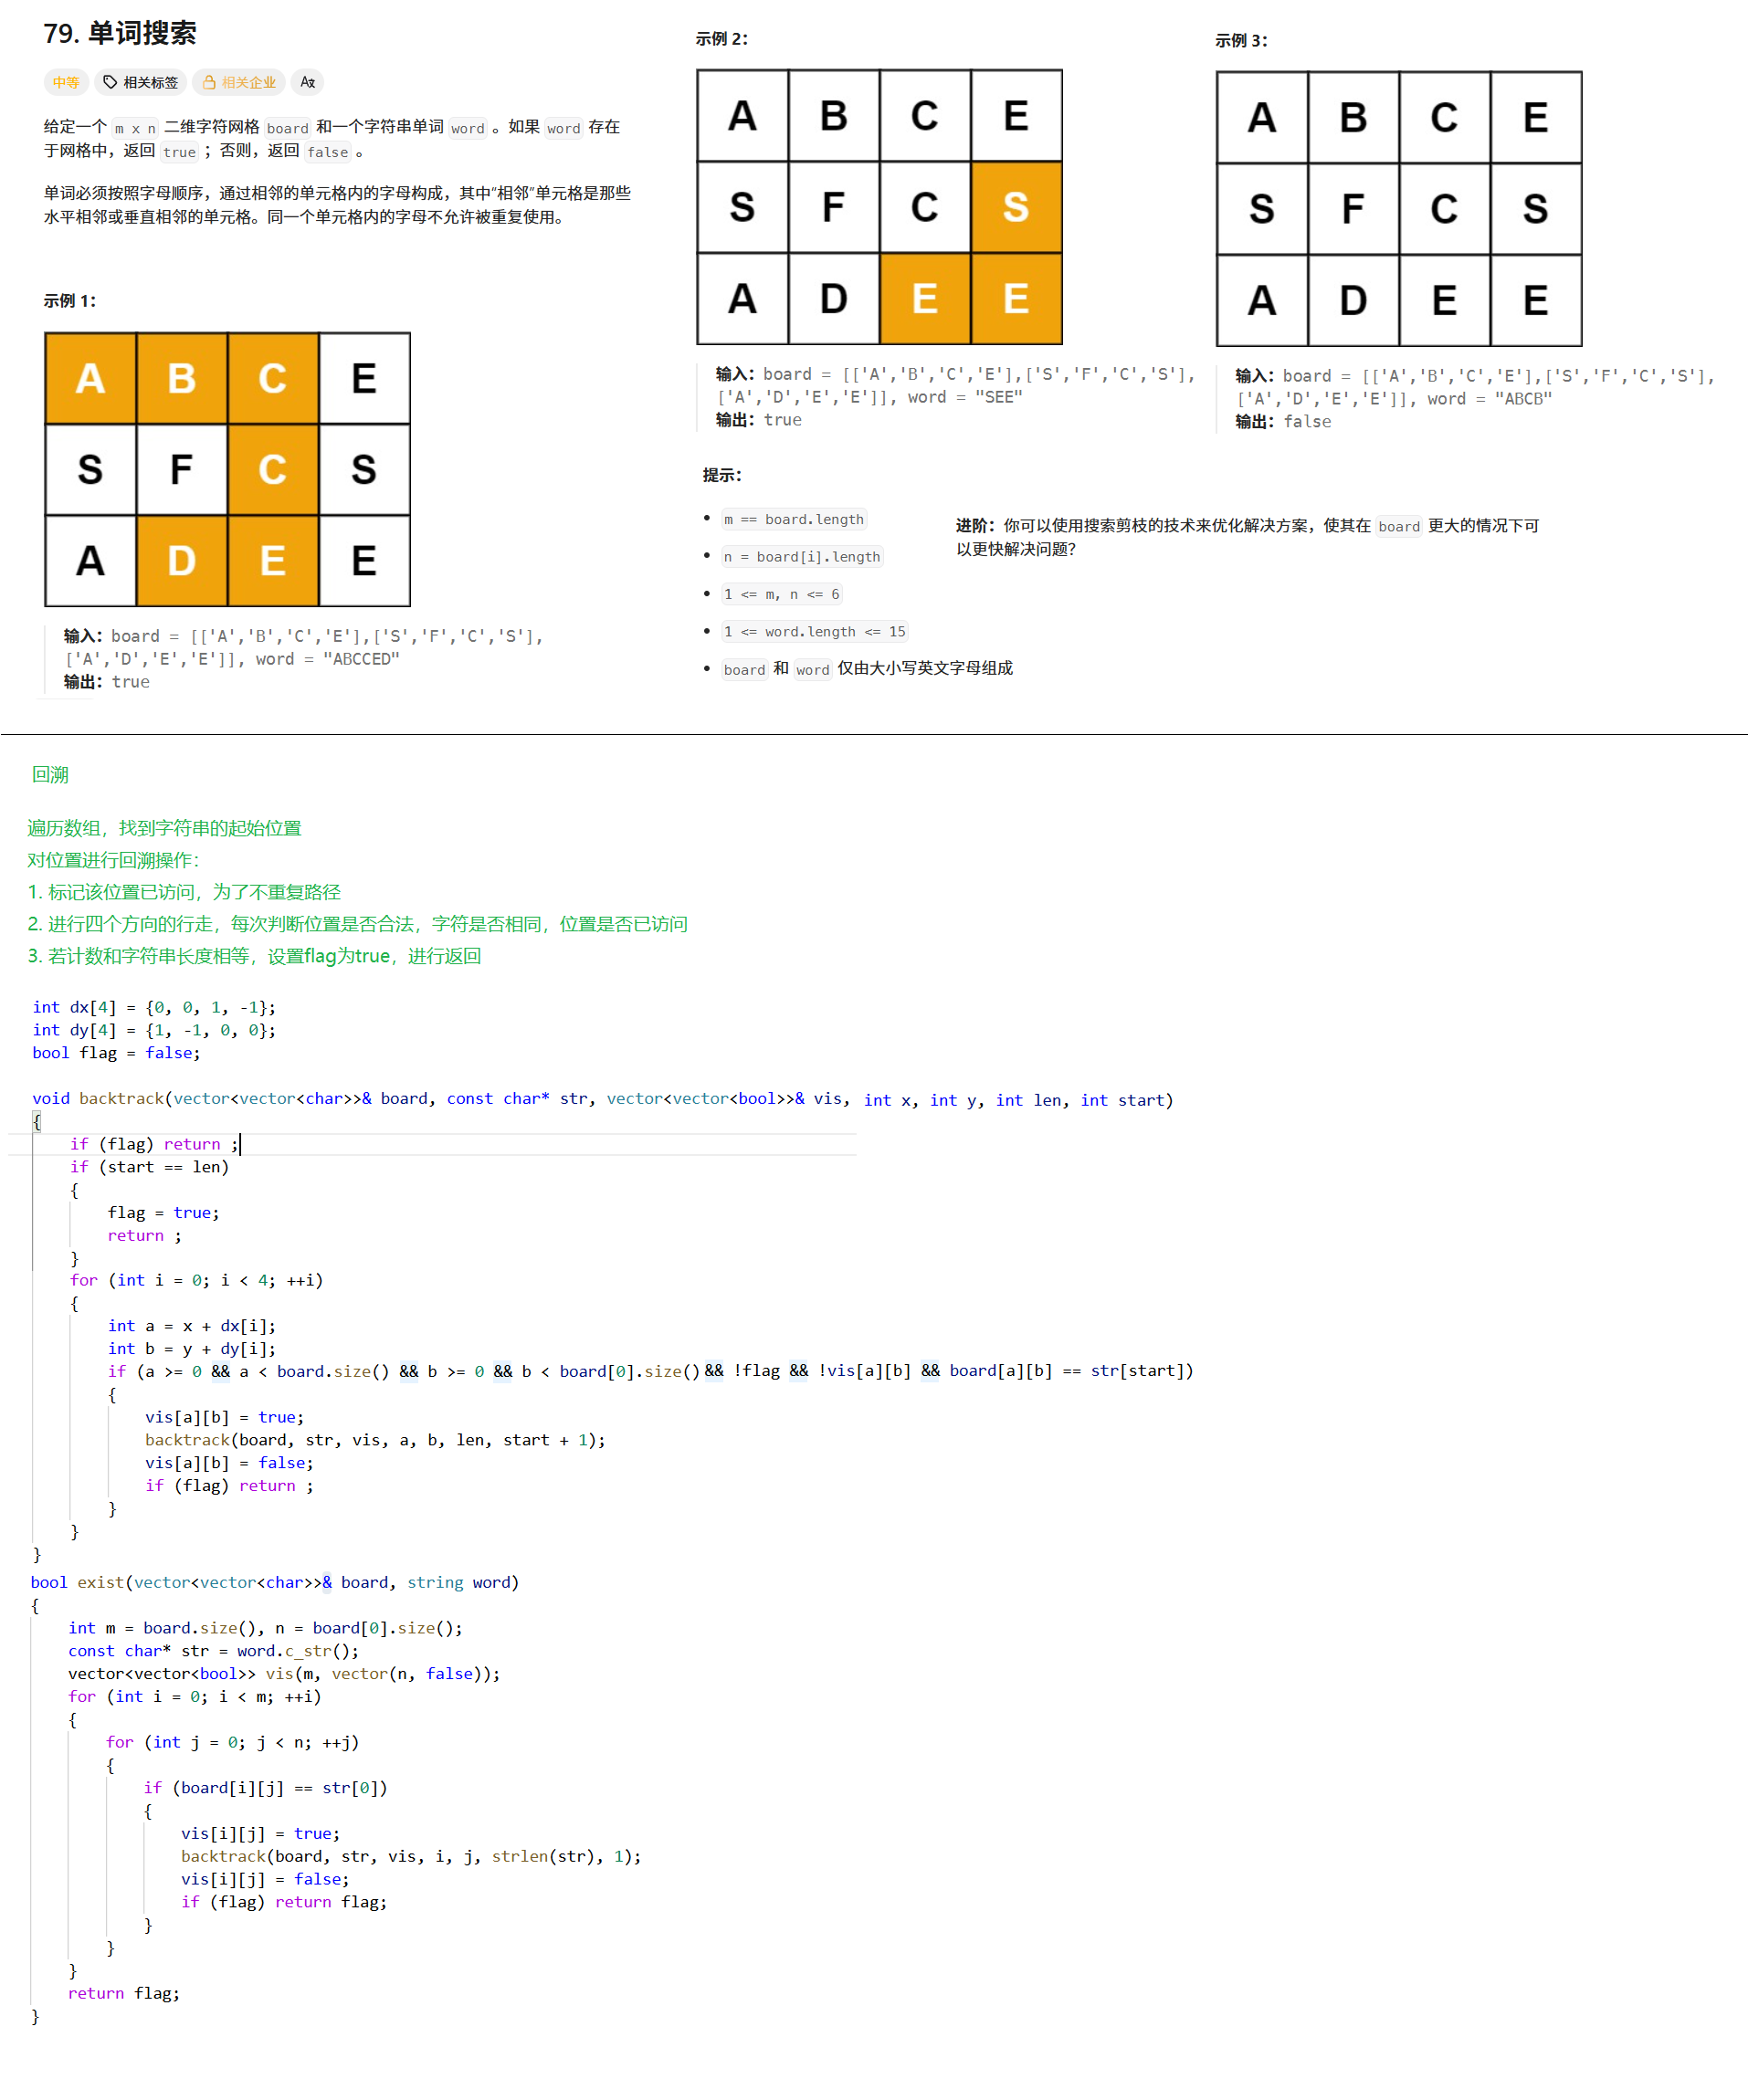 79. 单词搜索
中等 相关标签 相关企业 Ax
给定一个 m x n 二维字符网格 board 和一个字符串单词 word 。如果 word 存在
于网格中，返回 true ；否则，返回 false 。
单词必须按照字母顺序，通过相邻的单元格内的字母构成，其中“相邻”单元格是那些
水平相邻或垂直相邻的单元格。同一个单元格内的字母不允许被重复使用。
示例 1：
A B C E
S F C S
A D E E
输入：board = [['A','B','C','E'],['S','F','C','S'],
['A','D','E','E']], word = "ABCCED"
输出：true
示例 2：
A B C E
S F C S
A D E E
输入：board = [['A','B','C','E'],['S','F','C','S'],
['A','D','E','E']], word = "SEE"
输出：true
示例 3：
A B C E
S F C S
A D E E
输入：board = [['A','B','C','E'],['S','F','C','S'],
['A','D','E','E']], word = "ABCB"
输出：false
提示：
m == board.length
n = board[i].length
1 <= m, n <= 6
1 <= word.length <= 15
board 和 word 仅由大小写英文字母组成
进阶：你可以使用搜索剪枝的技术来优化解决方案，使其在 board 更大的情况下可
以更快解决问题？
回溯
遍历数组，找到字符串的起始位置
对位置进行回溯操作：
1. 标记该位置已访问，为了不重复路径
2. 进行四个方向的行走，每次判断位置是否合法，字符是否相同，位置是否已访问
3. 若计数和字符串长度相等，设置flag为true，进行返回
int dx[4] = {0, 0, 1, -1};
int dy[4] = {1, -1, 0, 0};
bool flag = false;
void backtrack(vector<vector<char>>& board, const char* str, vector<vector<bool>>& vis, int x, int y, int len, int start)
{
if (flag) return ;
if (start == len)
{
flag = true;
return ;
}
for (int i = 0; i < 4; ++i)
{
int a = x + dx[i];
int b = y + dy[i];
if (a >= 0 && a < board.size() && b >= 0 && b < board[0].size() && !flag && !vis[a][b] && board[a][b] == str[start])
{
vis[a][b] = true;
backtrack(board, str, vis, a, b, len, start + 1);
vis[a][b] = false;
if (flag) return ;
}
}
}
bool exist(vector<vector<char>>& board, string word)
{
int m = board.size(), n = board[0].size();
const char* str = word.c_str();
vector<vector<bool>> vis(m, vector(n, false));
for (int i = 0; i < m; ++i)
{
for (int j = 0; j < n; ++j)
{
if (board[i][j] == str[0])
{
vis[i][j] = true;
backtrack(board, str, vis, i, j, strlen(str), 1);
vis[i][j] = false;
if (flag) return flag;
}
}
}
return flag;
}